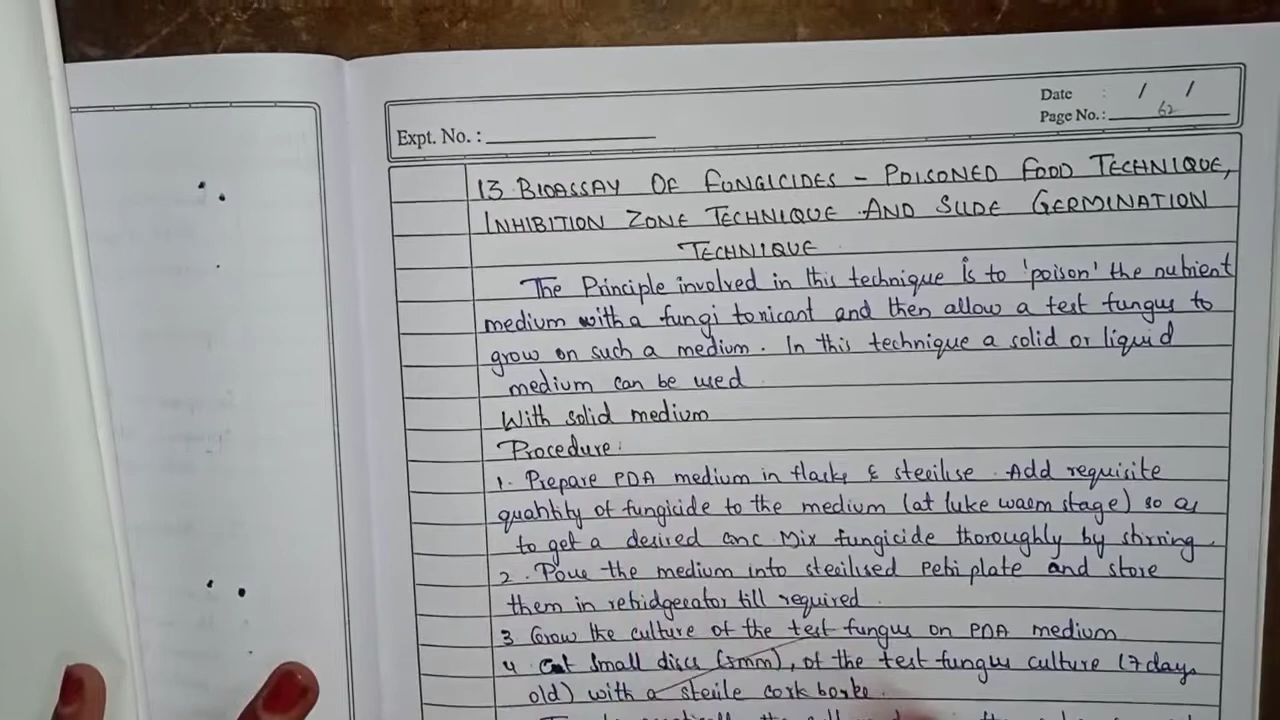 Date : / /
Page No.: 62
Expt. No. :
13. BIOASSAY OF FUNGICIDES - POISONED FOOD TECHNIQUE,
INHIBITION ZONE TECHNIQUE AND SLIDE GERMINATION
TECHNIQUE.
The Principle involved in this technique is to 'poison' the nutrient
medium with a fungi toxicant and then allow a test fungus to
grow on such a medium. In this technique a solid or liquid
medium can be used.
With solid medium
Procedure:
1. Prepare PDA medium in flasks & sterilise. Add requisite
quantity of fungicide to the medium (at luke warm stage) so as
to get a desired conc Mix fungicide thoroughly by stirring.
2. Pour the medium into sterilised petri plate and store
them in refridgerator till required.
3 Grow the culture of the test fungus on PDA medium
4 Cut small discs (5mm), of the test fungus culture (7 days
old) with a sterile cork borke.